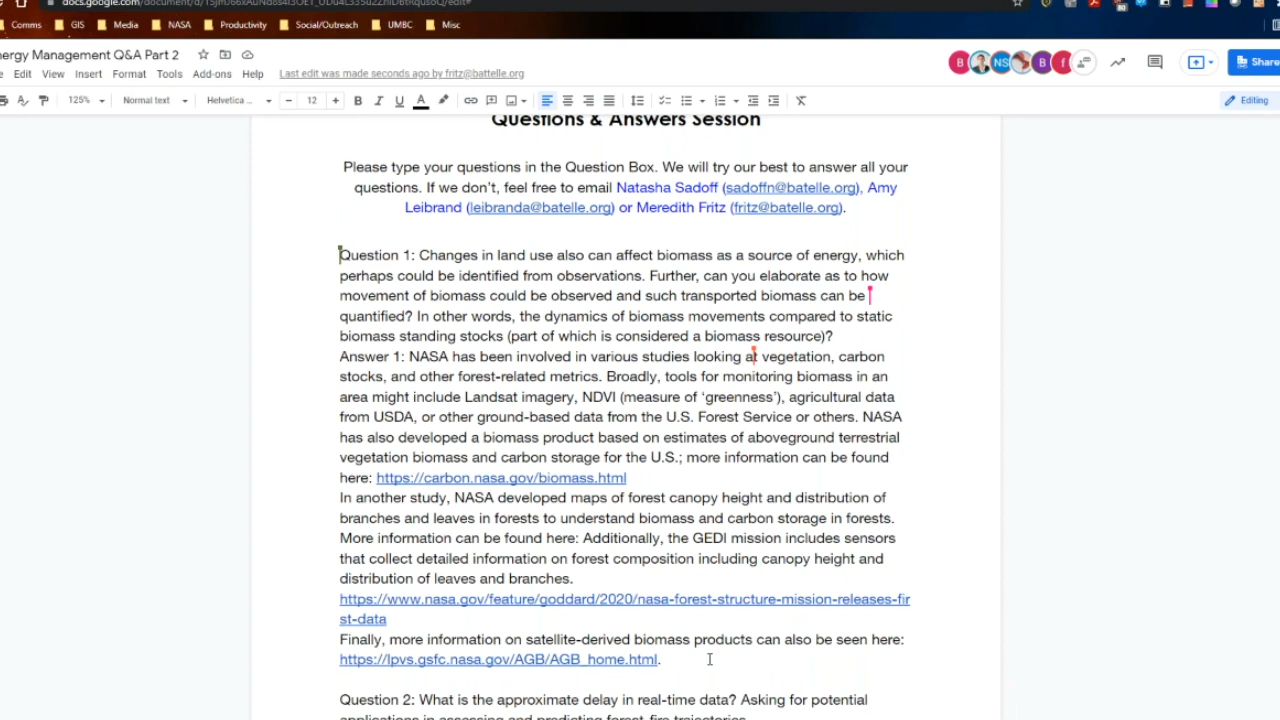 Comms GIS Media NASA Productivity Social/Outreach UMBC Misc
nergy Management Q&A Part 2
Edit View Insert Format Tools Add-ons Help Last edit was made seconds ago by fritz@battelle.org
Share
125% Normal text Helvetica ... 12 B I U A Editing
Questions & Answers Session
Please type your questions in the Question Box. We will try our best to answer all your
questions. If we don't, feel free to email Natasha Sadoff (sadoffn@batelle.org), Amy
Leibrand (leibranda@batelle.org) or Meredith Fritz (fritz@batelle.org).
Question 1: Changes in land use also can affect biomass as a source of energy, which
perhaps could be identified from observations. Further, can you elaborate as to how
movement of biomass could be observed and such transported biomass can be
quantified? In other words, the dynamics of biomass movements compared to static
biomass standing stocks (part of which is considered a biomass resource)?
Answer 1: NASA has been involved in various studies looking at vegetation, carbon
stocks, and other forest-related metrics. Broadly, tools for monitoring biomass in an
area might include Landsat imagery, NDVI (measure of 'greenness'), agricultural data
from USDA, or other ground-based data from the U.S. Forest Service or others. NASA
has also developed a biomass product based on estimates of aboveground terrestrial
vegetation biomass and carbon storage for the U.S.; more information can be found
here: https://carbon.nasa.gov/biomass.html
In another study, NASA developed maps of forest canopy height and distribution of
branches and leaves in forests to understand biomass and carbon storage in forests.
More information can be found here: Additionally, the GEDI mission includes sensors
that collect detailed information on forest composition including canopy height and
distribution of leaves and branches.
https://www.nasa.gov/feature/goddard/2020/nasa-forest-structure-mission-releases-fir
st-data
Finally, more information on satellite-derived biomass products can also be seen here:
https://lpvs.gsfc.nasa.gov/AGB/AGB_home.html.
Question 2: What is the approximate delay in real-time data? Asking for potential
applications in assessing and predicting forest-fire trajectories.